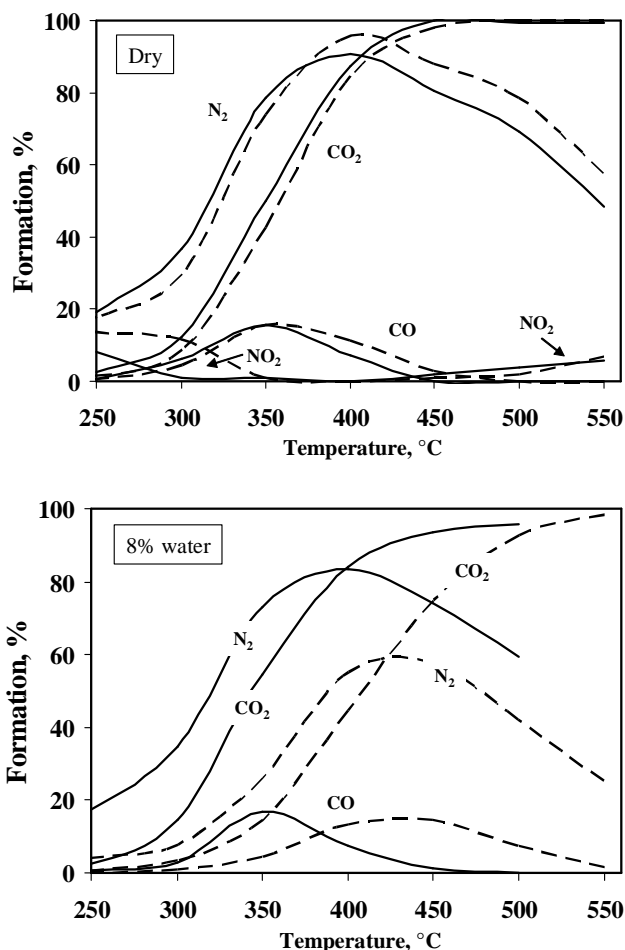 100
80
60
40
20
0
Formation, %
Dry
N2
CO2
CO
NO2
NO2
250 300 350 400 450 500 550
Temperature, °C
100
80
60
40
20
0
Formation, %
8% water
CO2
N2
N2
CO2
CO
250 300 350 400 450 500 550
Temperature, °C